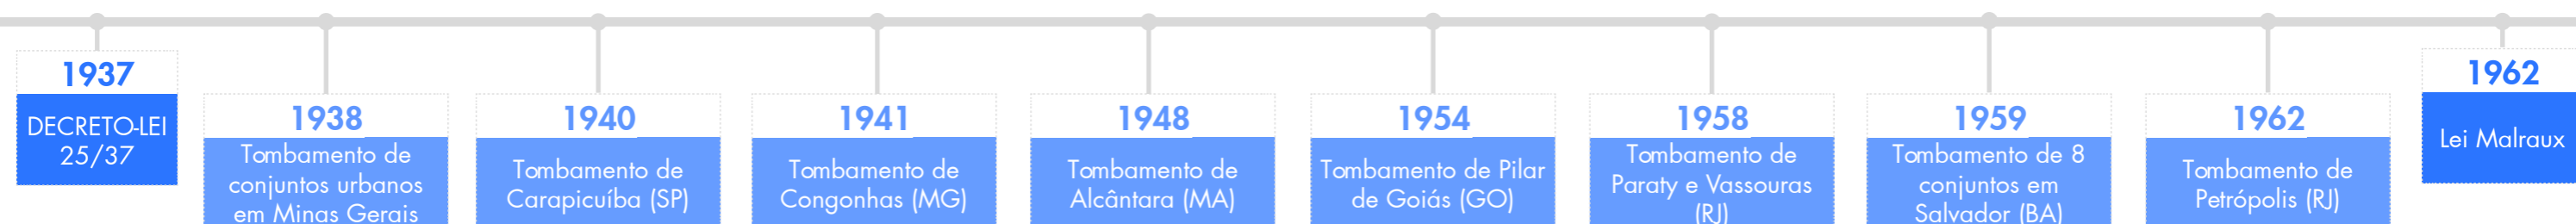 1937
DECRETO-LEI
25/37
1938
Tombamento de
conjuntos urbanos
em Minas Gerais
1940
Tombamento de
Carapicuíba (SP)
1941
Tombamento de
Congonhas (MG)
1948
Tombamento de
Alcântara (MA)
1954
Tombamento de Pilar
de Goiás (GO)
1958
Tombamento de
Paraty e Vassouras
(RJ)
1959
Tombamento de 8
conjuntos em
Salvador (BA)
1962
Tombamento de
Petrópolis (RJ)
1962
Lei Malraux